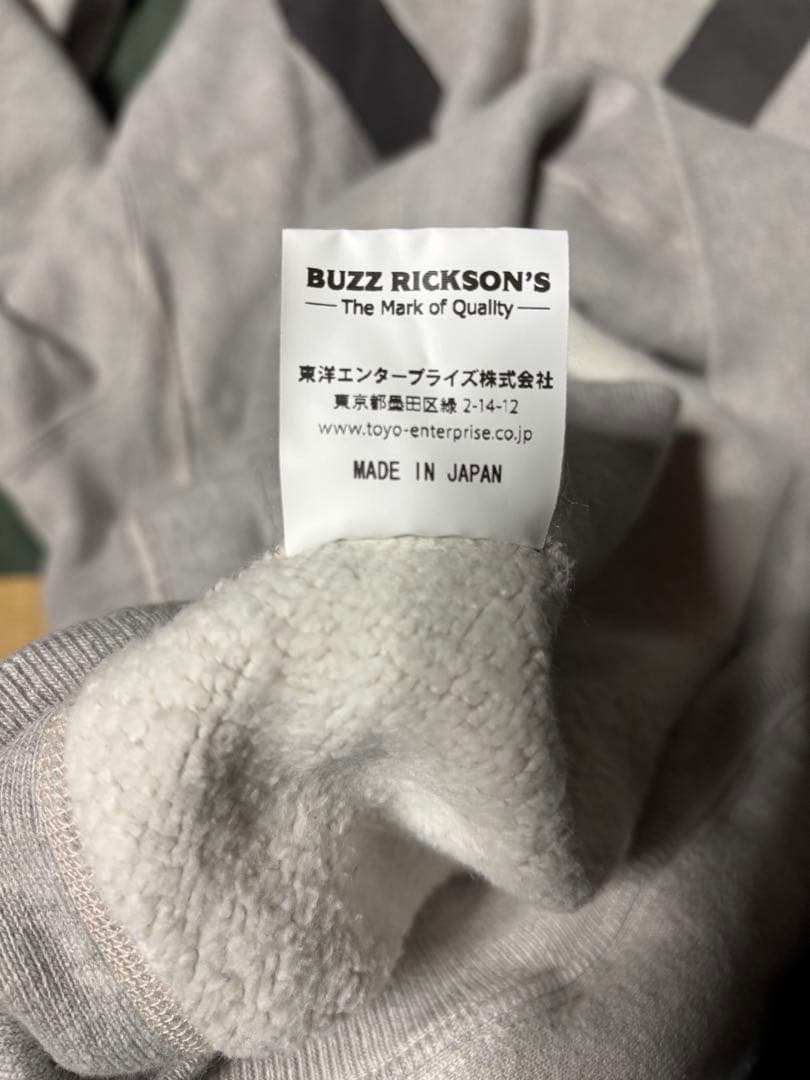 BUZZ RICKSON'S
The Mark of Quality
東洋エンタープライズ株式会社
東京都墨田区緑 2-14-12
www.toyo-enterprise.co.jp
MADE IN JAPAN